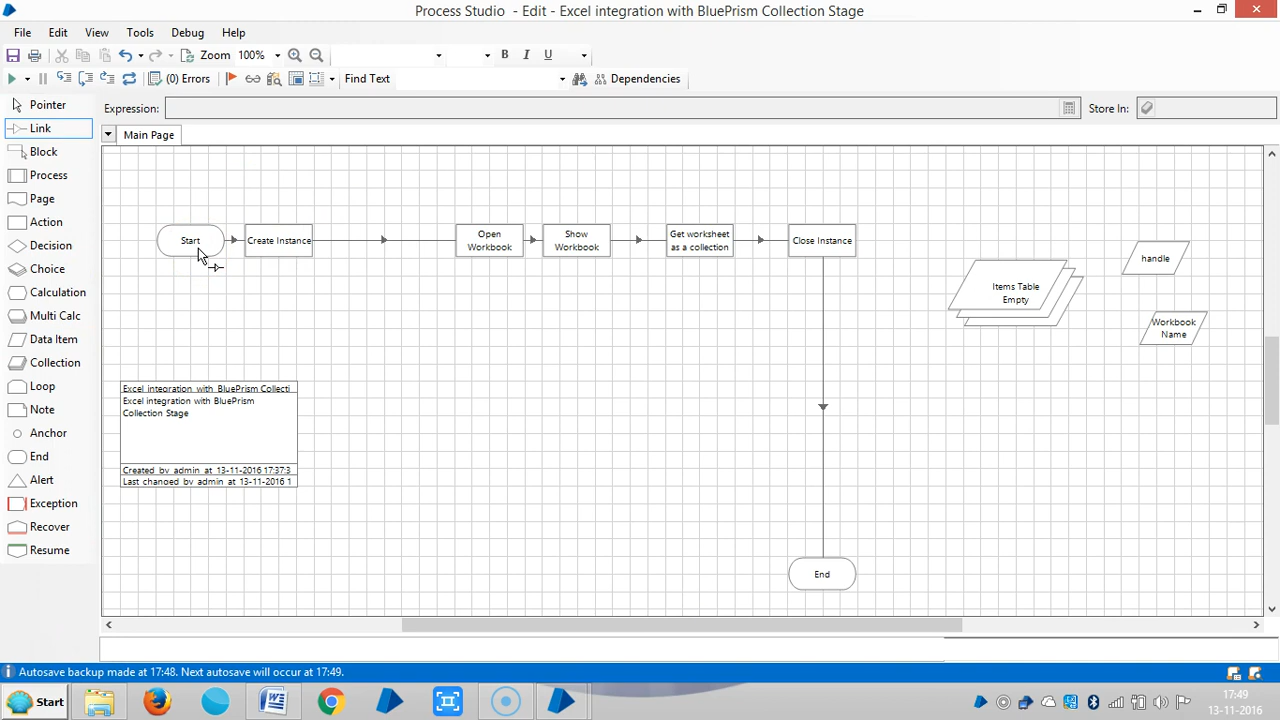 Process Studio - Edit - Excel integration with BluePrism Collection Stage
File Edit View Tools Debug Help
Zoom 100% B I U
(0) Errors Find Text Dependencies
Pointer
Link
Block
Process
Page
Action
Decision
Choice
Calculation
Multi Calc
Data Item
Collection
Loop
Note
Anchor
End
Alert
Exception
Recover
Resume
Expression: Store In:
Main Page
Start
Create Instance
Open
Workbook
Show
Workbook
Get worksheet
as a collection
Close Instance
Items Table
Empty
handle
Workbook
Name
Excel integration with BluePrism Collecti
Excel integration with BluePrism
Collection Stage
Created by admin at 13-11-2016 17:37:3
Last changed by admin at 13-11-2016 1
End
Autosave backup made at 17:48. Next autosave will occur at 17:49.
Start
17:49
13-11-2016